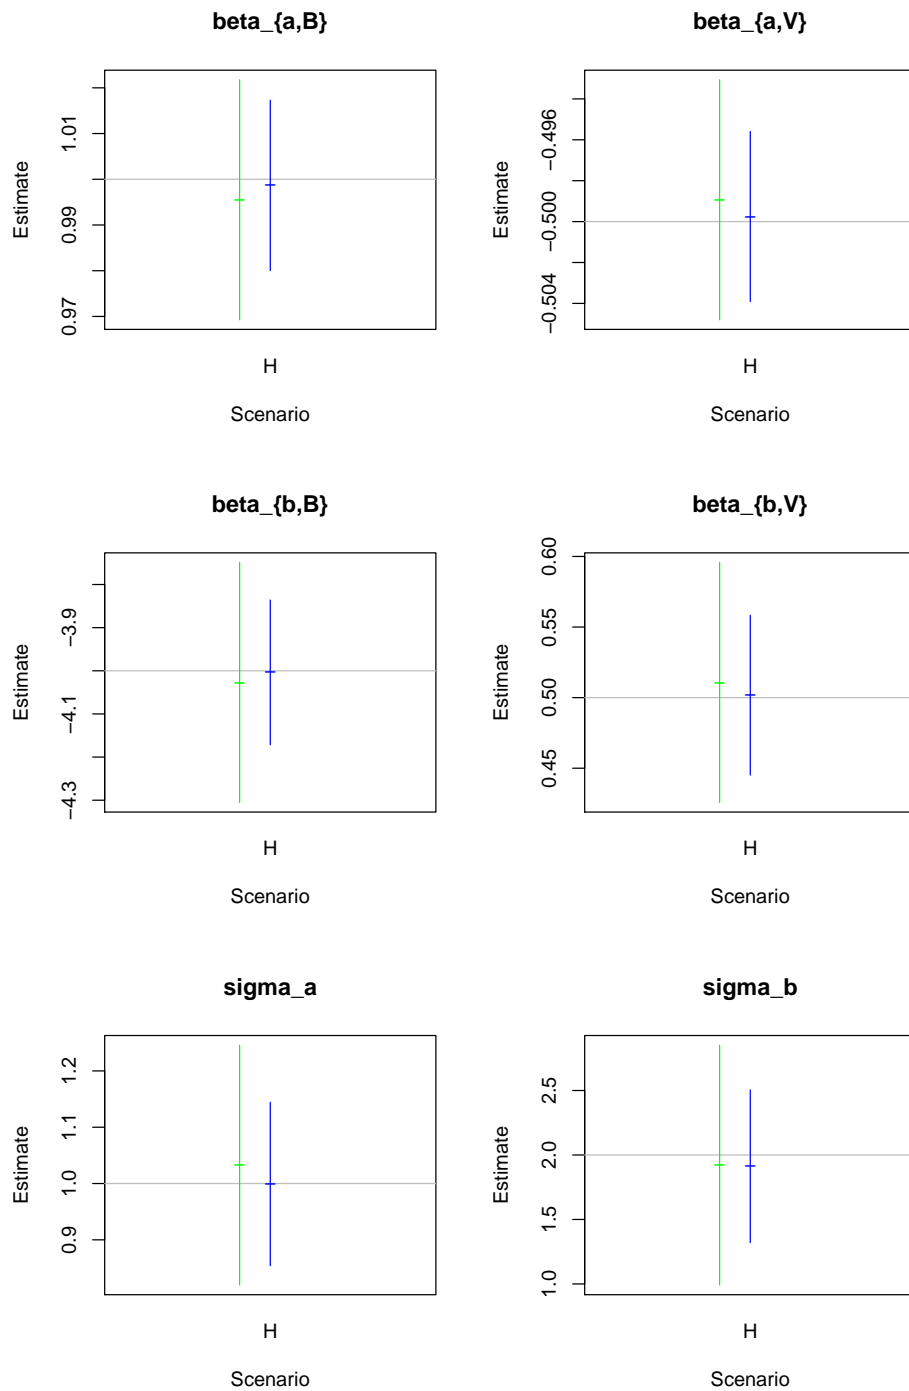 beta_{a,B}
Estimate
0.97
0.99
1.01
H
Scenario
beta_{a,V}
Estimate
−0.504
−0.500
−0.496
H
Scenario
beta_{b,B}
Estimate
−4.3
−4.1
−3.9
H
Scenario
beta_{b,V}
Estimate
0.45
0.50
0.55
0.60
H
Scenario
sigma_a
Estimate
0.9
1.0
1.1
1.2
H
Scenario
sigma_b
Estimate
1.0
1.5
2.0
2.5
H
Scenario